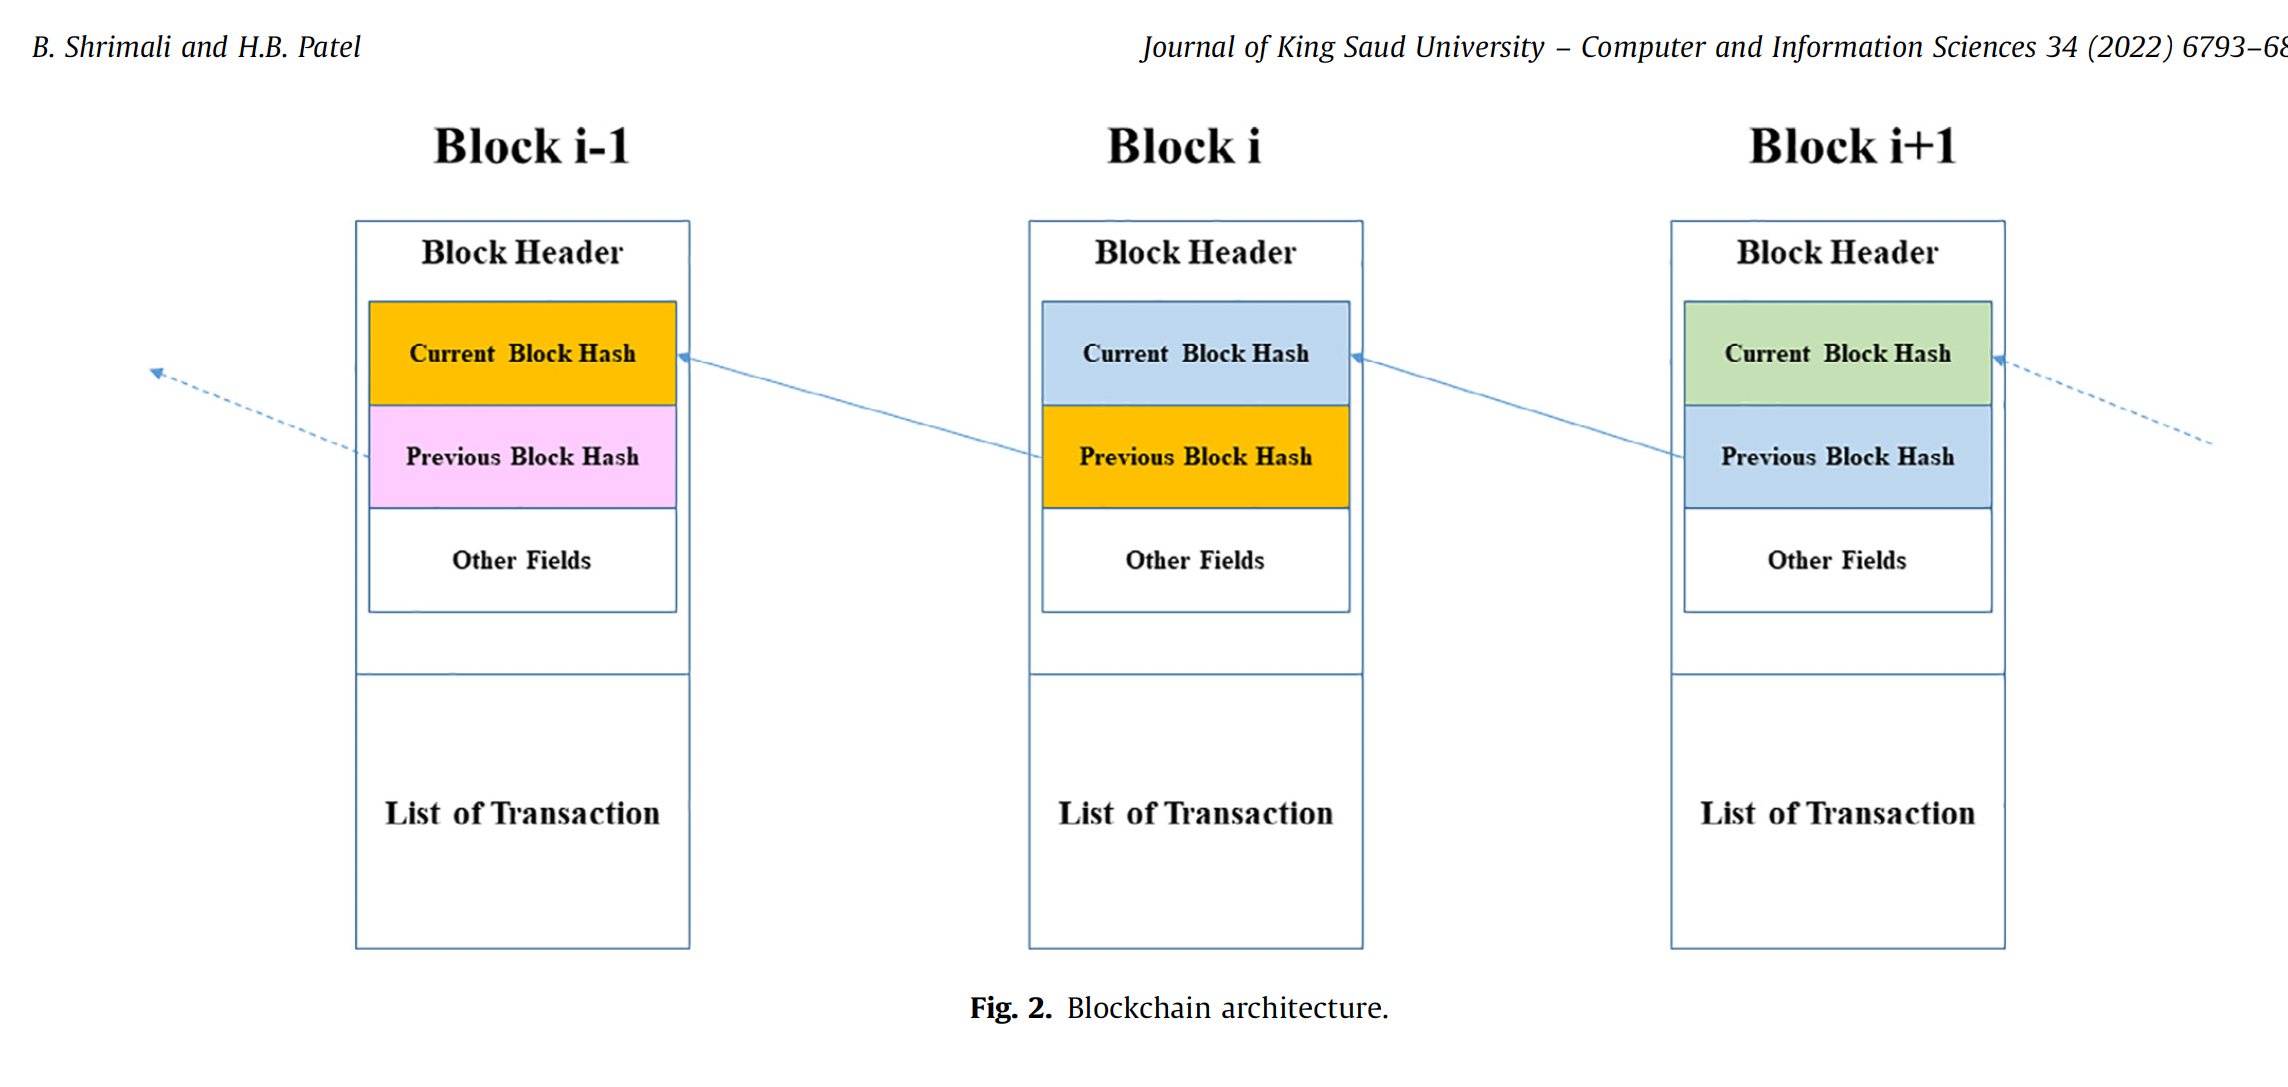 B. Shrimali and H.B. Patel
Journal of King Saud University – Computer and Information Sciences 34 (2022) 6793–68
Block i-1
Block i
Block i+1
Block Header
Block Header
Block Header
Current Block Hash
Current Block Hash
Current Block Hash
Previous Block Hash
Previous Block Hash
Previous Block Hash
Other Fields
Other Fields
Other Fields
List of Transaction
List of Transaction
List of Transaction
Fig. 2. Blockchain architecture.